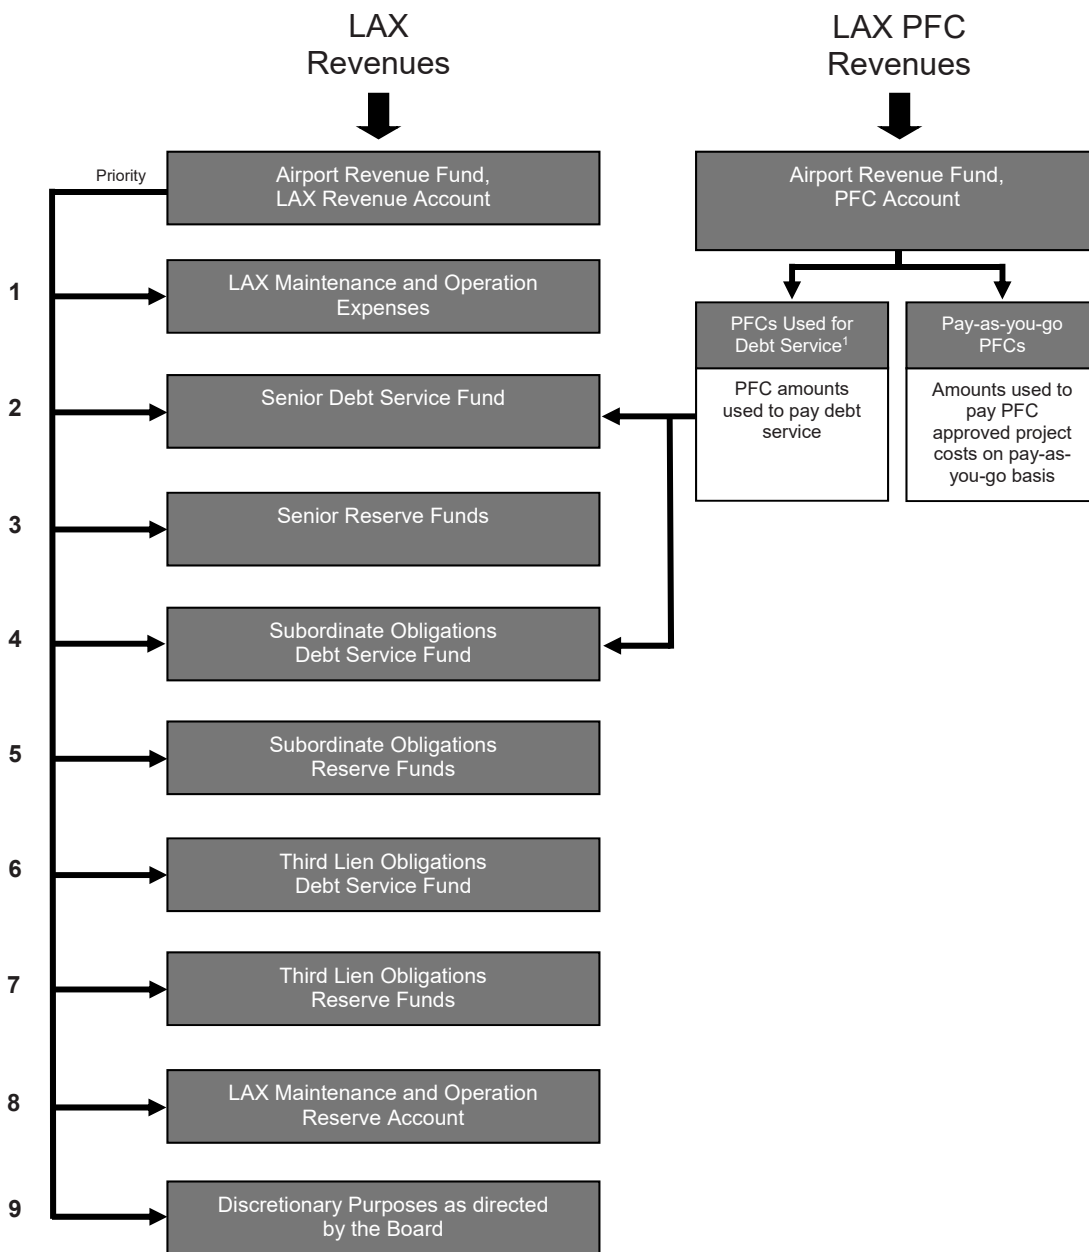 LAX
Revenues
LAX PFC
Revenues
Priority
Airport Revenue Fund,
LAX Revenue Account
Airport Revenue Fund,
PFC Account
1
LAX Maintenance and Operation
Expenses
PFCs Used for
Debt Service¹
PFC amounts
used to pay debt
service
Pay-as-you-go
PFCs
Amounts used to
pay PFC
approved project
costs on pay-as-
you-go basis
2
Senior Debt Service Fund
3
Senior Reserve Funds
4
Subordinate Obligations
Debt Service Fund
5
Subordinate Obligations
Reserve Funds
6
Third Lien Obligations
Debt Service Fund
7
Third Lien Obligations
Reserve Funds
8
LAX Maintenance and Operation
Reserve Account
9
Discretionary Purposes as directed
by the Board